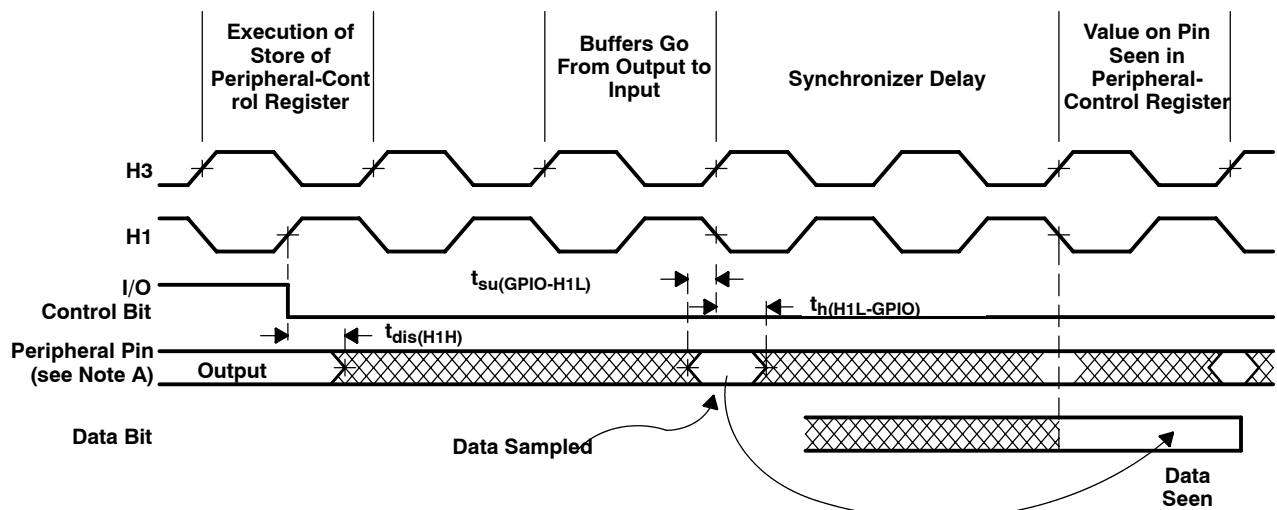 Execution of
Store of
Peripheral-Cont
rol Register
Buffers Go
From Output to
Input
Synchronizer Delay
Value on Pin
Seen in
Peripheral-
Control Register
H3
H1
I/O
Control Bit
tsu(GPIO-H1L)
th(H1L-GPIO)
tdis(H1H)
Peripheral Pin
(see Note A)
Output
Data Bit
Data Sampled
Data
Seen